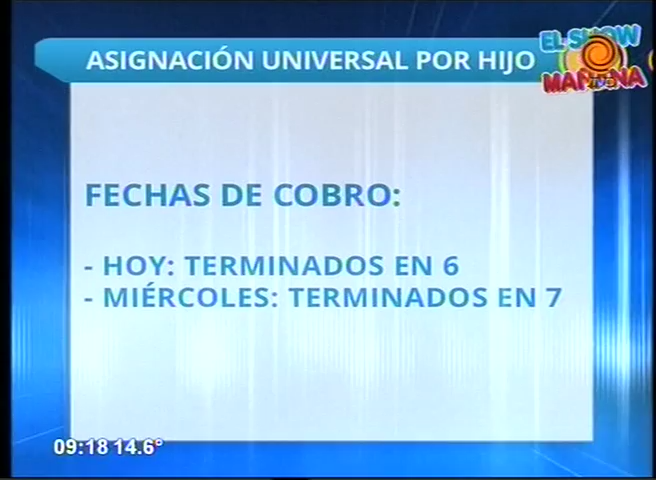 ASIGNACIÓN UNIVERSAL POR HIJO
EL SHOW
MAÑANA
FECHAS DE COBRO:
- HOY: TERMINADOS EN 6
- MIÉRCOLES: TERMINADOS EN 7
09:18 14.6°